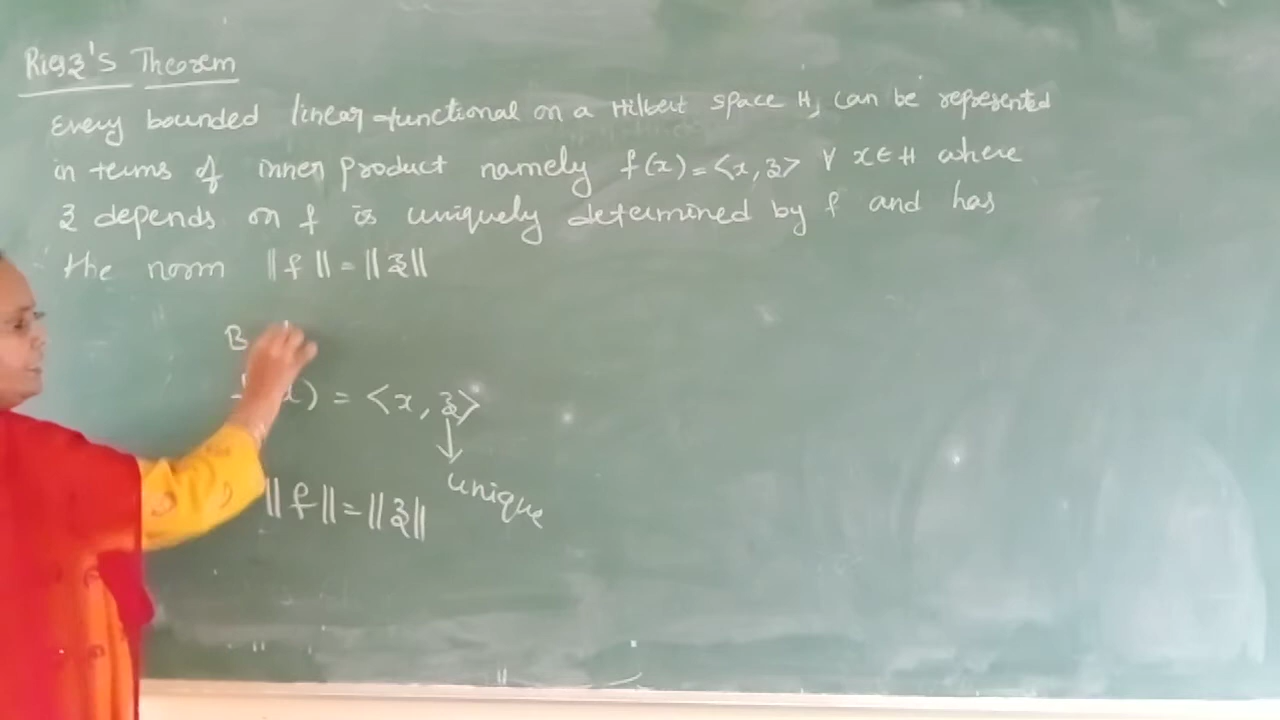 Riesz's Theorem
Every bounded linear functional on a Hilbert space H, can be represented
in terms of inner product namely f(x) = <x, z> ∀ x ∈ H where
z depends on f is uniquely determined by f and has
the norm ||f|| = ||z||
B
x) = <x, z>
↓
unique
||f|| = ||z||